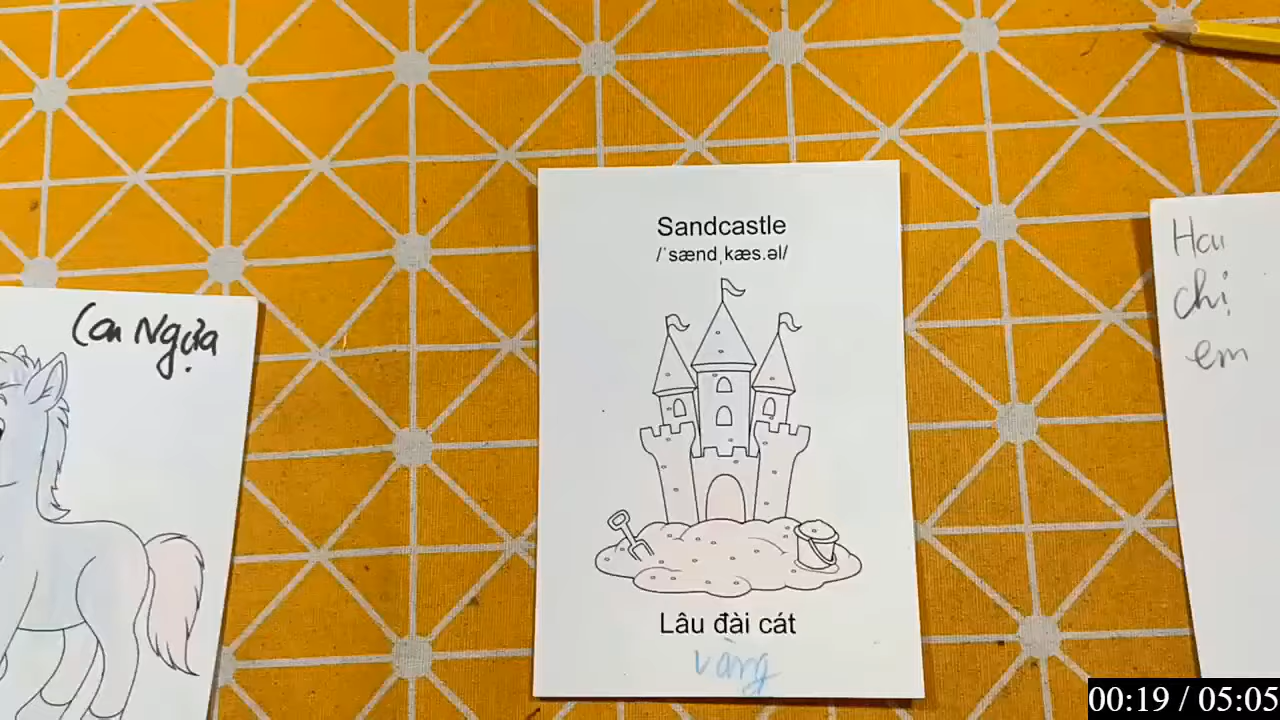 Con Ngựa
Sandcastle
/ˈsændˌkæs.əl/
Lâu đài cát
vàng
Hai
chị
em
00:19 / 05:05